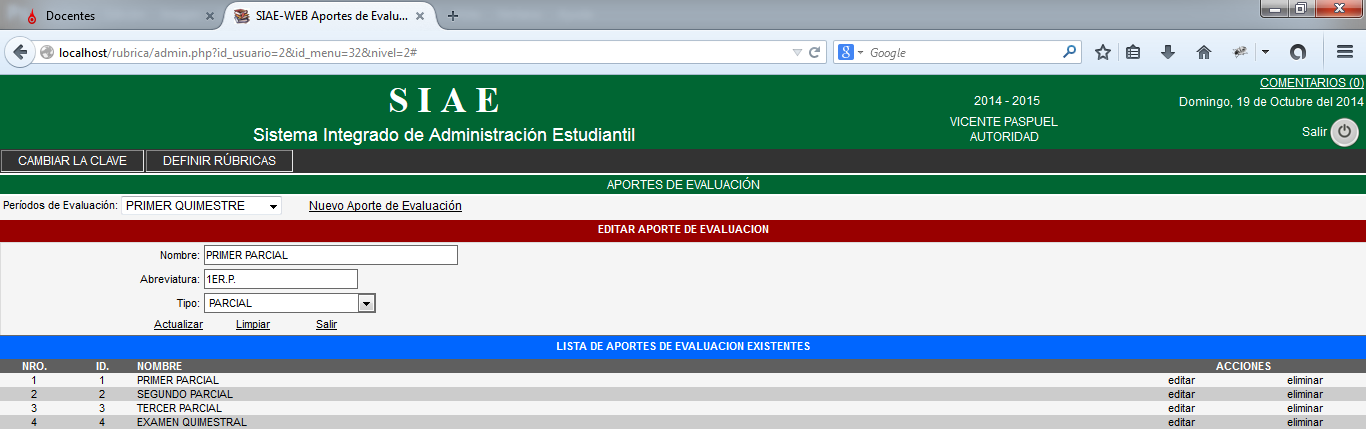 Docentes
SIAE-WEB Aportes de Evalu...
localhost/rubrica/admin.php?id_usuario=2&id_menu=32&nivel=2#
Google
COMENTARIOS (0)
S I A E
2014 - 2015
Domingo, 19 de Octubre del 2014
Sistema Integrado de Administración Estudiantil
VICENTE PASPUEL
AUTORIDAD
Salir
CAMBIAR LA CLAVE
DEFINIR RÚBRICAS
APORTES DE EVALUACIÓN
Períodos de Evaluación: PRIMER QUIMESTRE Nuevo Aporte de Evaluación
EDITAR APORTE DE EVALUACION
Nombre: PRIMER PARCIAL
Abreviatura: 1ER.P.
Tipo: PARCIAL
Actualizar Limpiar Salir
LISTA DE APORTES DE EVALUACION EXISTENTES
NRO. ID. NOMBRE ACCIONES
1 1 PRIMER PARCIAL editar eliminar
2 2 SEGUNDO PARCIAL editar eliminar
3 3 TERCER PARCIAL editar eliminar
4 4 EXAMEN QUIMESTRAL editar eliminar